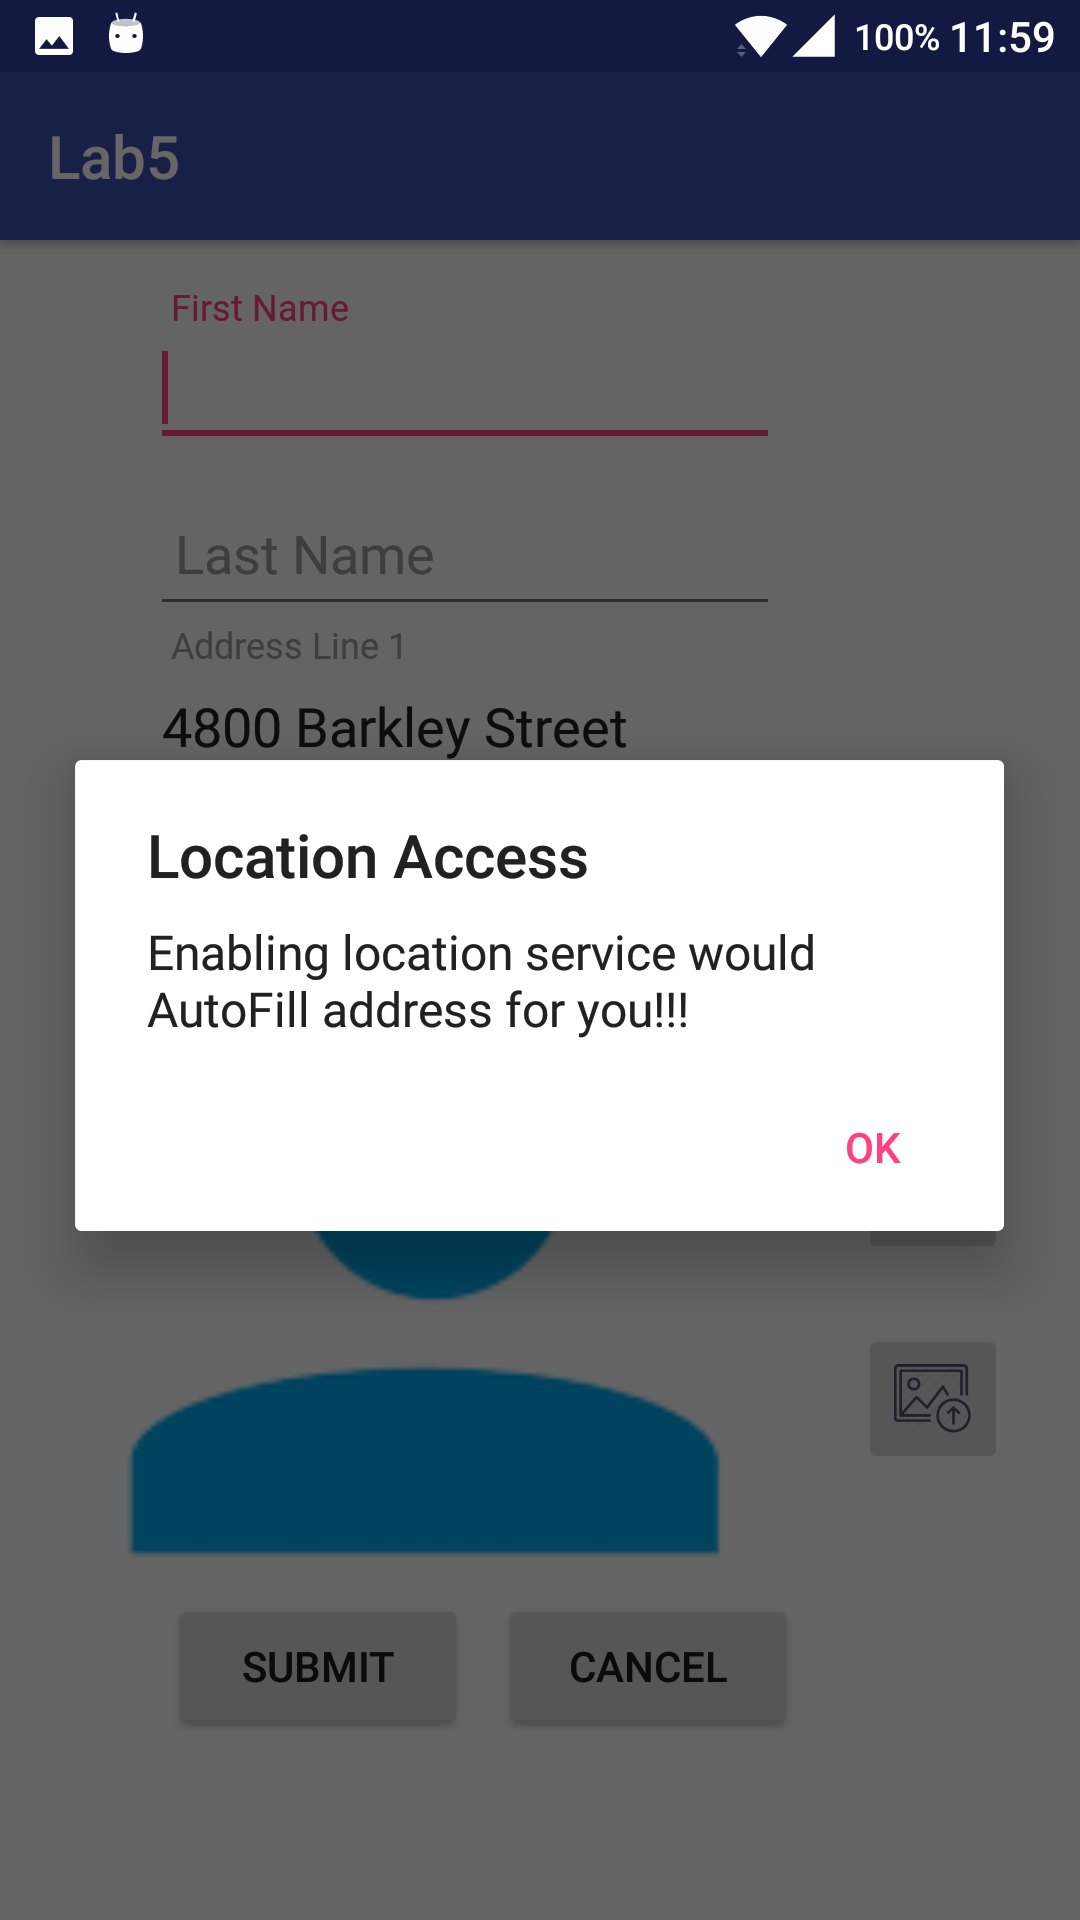 100% 11:59
Lab5
First Name
Last Name
Address Line 1
4800 Barkley Street
Location Access
Enabling location service would
AutoFill address for you!!!
OK
SUBMIT CANCEL